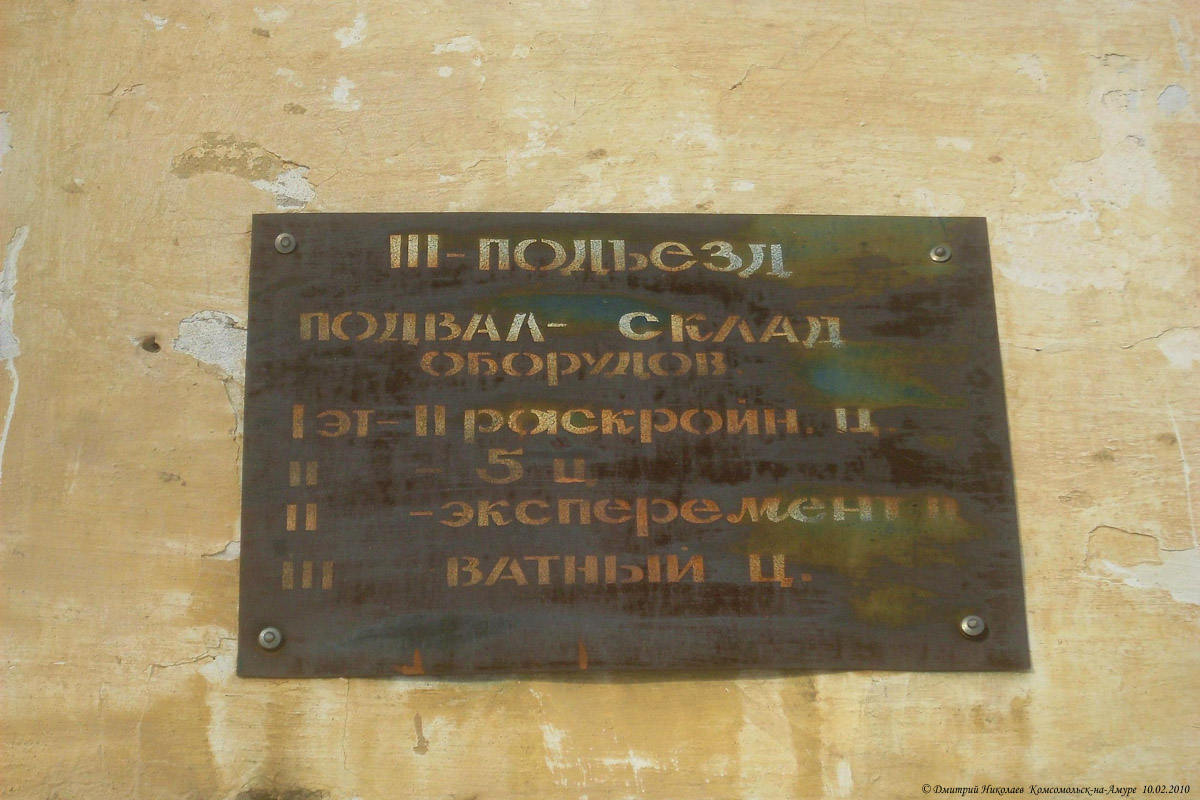 III - подъезд
подвал - склад
оборудов
I эт - II раскройн. ц.
II - 5 ц
II - эксперемент ц
III ватный ц.
© Дмитрий Николаев Комсомольск-на-Амуре 10.02.2010